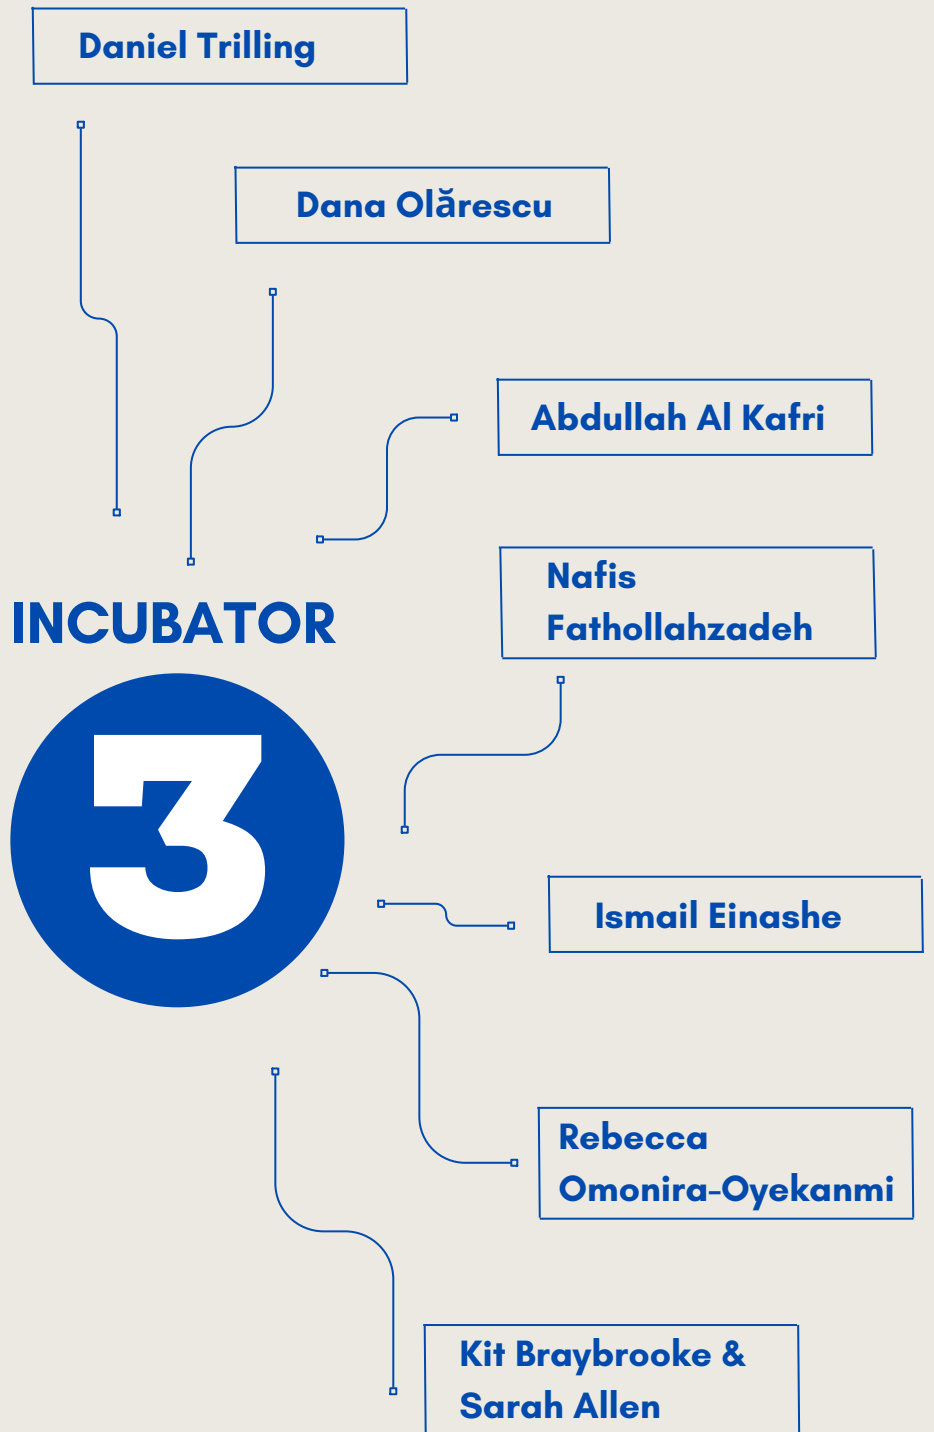 Daniel Trilling
Dana Olărescu
Abdullah Al Kafri
Nafis
Fathollahzadeh
INCUBATOR
3
Ismail Einashe
Rebecca
Omonira-Oyekanmi
Kit Braybrooke &
Sarah Allen